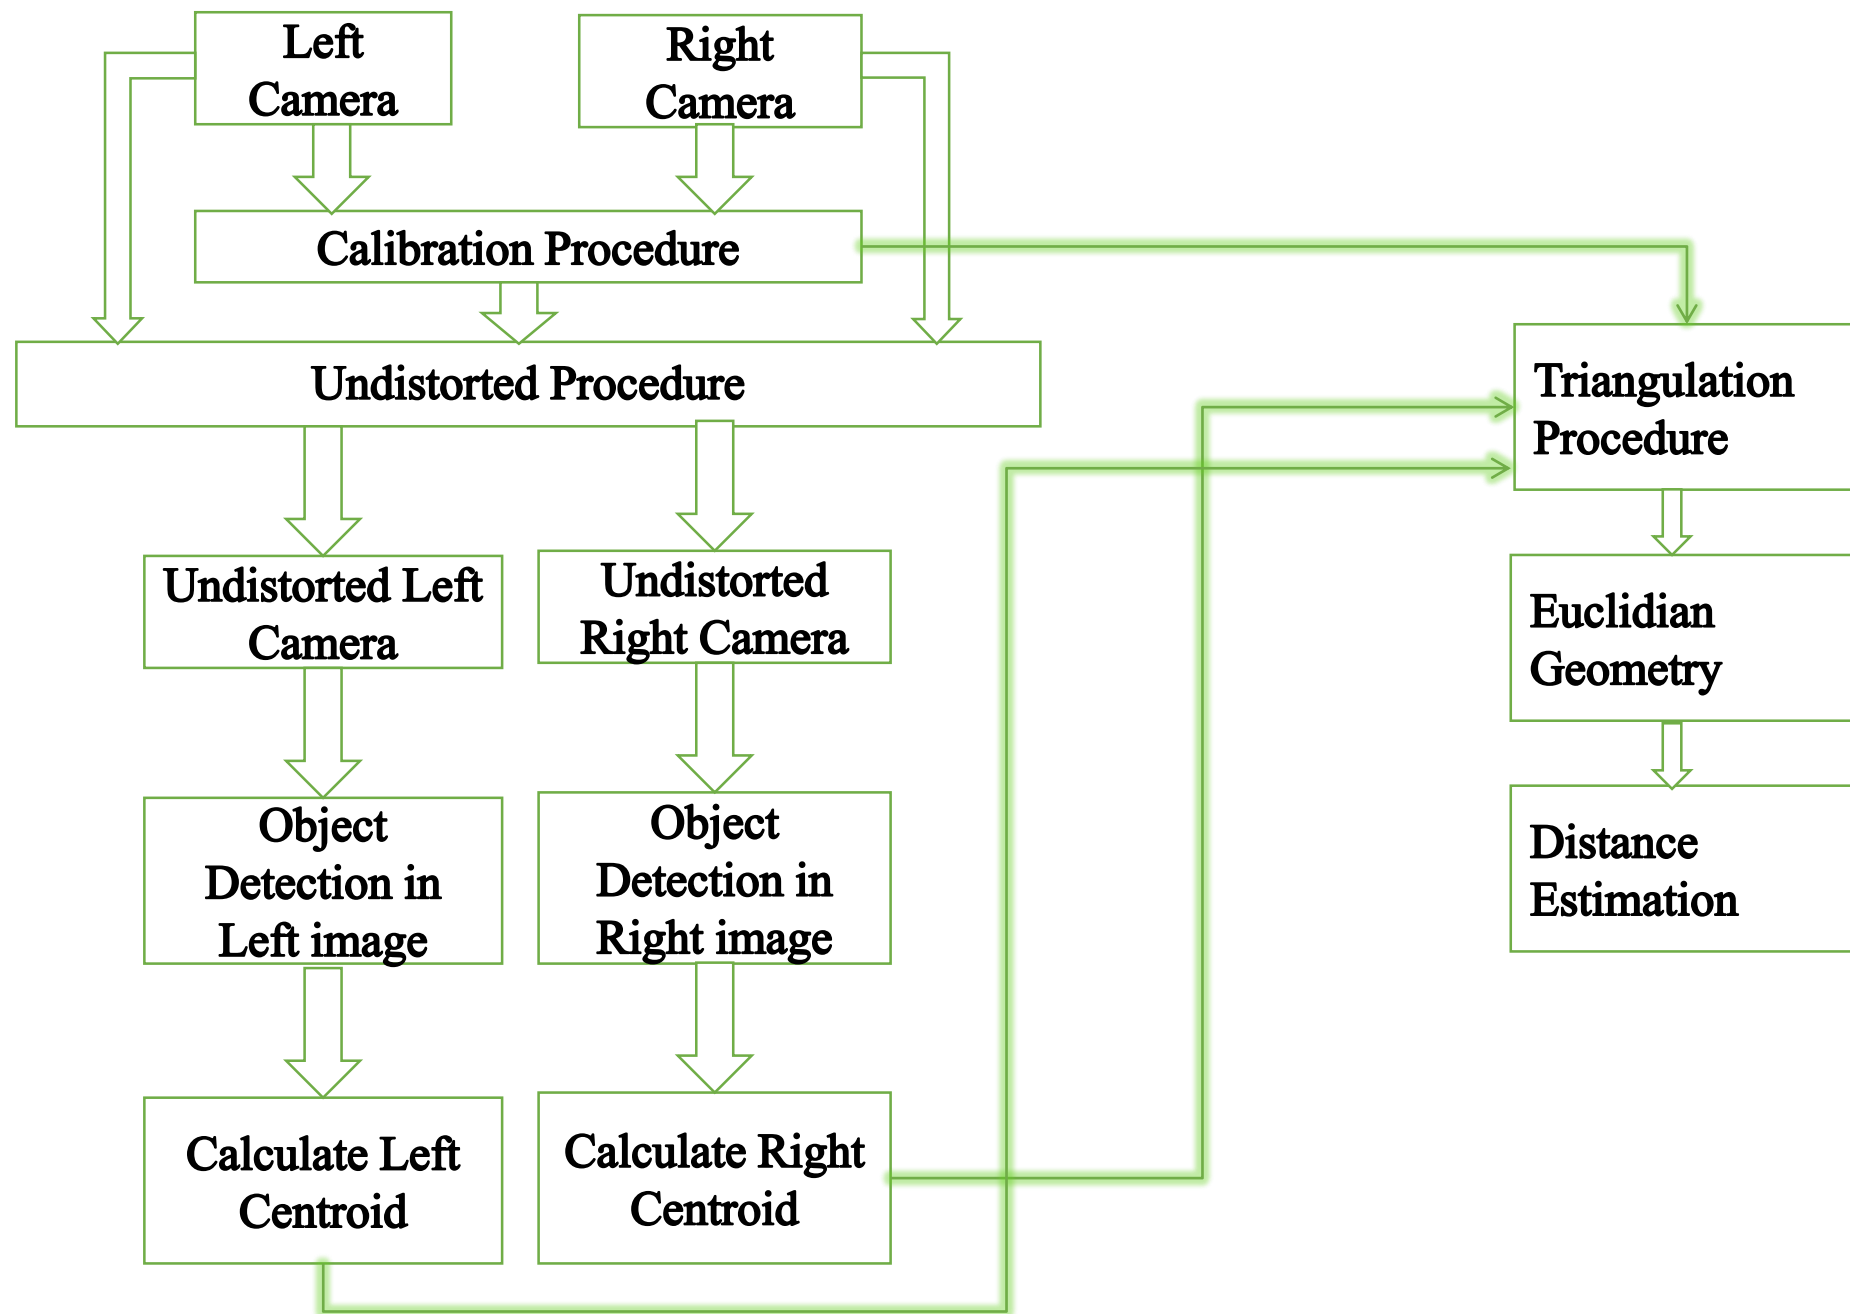 Left
Camera
Right
Camera
Calibration Procedure
Undistorted Procedure
Undistorted Left
Camera
Undistorted
Right Camera
Object
Detection in
Left image
Object
Detection in
Right image
Calculate Left
Centroid
Calculate Right
Centroid
Triangulation
Procedure
Euclidian
Geometry
Distance
Estimation